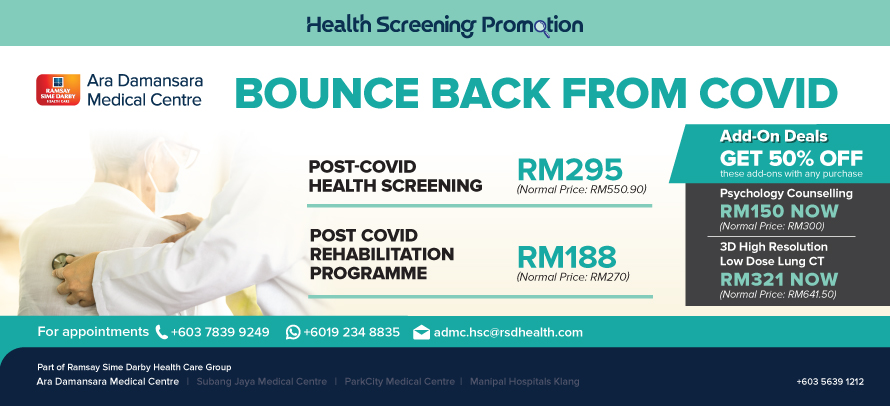 Health Screening Promotion
RAMSAY
SIME DARBY
HEALTH CARE
Ara Damansara
Medical Centre
BOUNCE BACK FROM COVID
POST-COVID
HEALTH SCREENING
RM295
(Normal Price: RM550.90)
POST COVID
REHABILITATION
PROGRAMME
RM188
(Normal Price: RM270)
Add-On Deals
GET 50% OFF
these add-ons with any purchase
Psychology Counselling
RM150 NOW
(Normal Price: RM300)
3D High Resolution
Low Dose Lung CT
RM321 NOW
(Normal Price: RM641.50)
For appointments +603 7839 9249 +6019 234 8835 admc.hsc@rsdhealth.com
Part of Ramsay Sime Darby Health Care Group
Ara Damansara Medical Centre | Subang Jaya Medical Centre | ParkCity Medical Centre | Manipal Hospitals Klang
+603 5639 1212